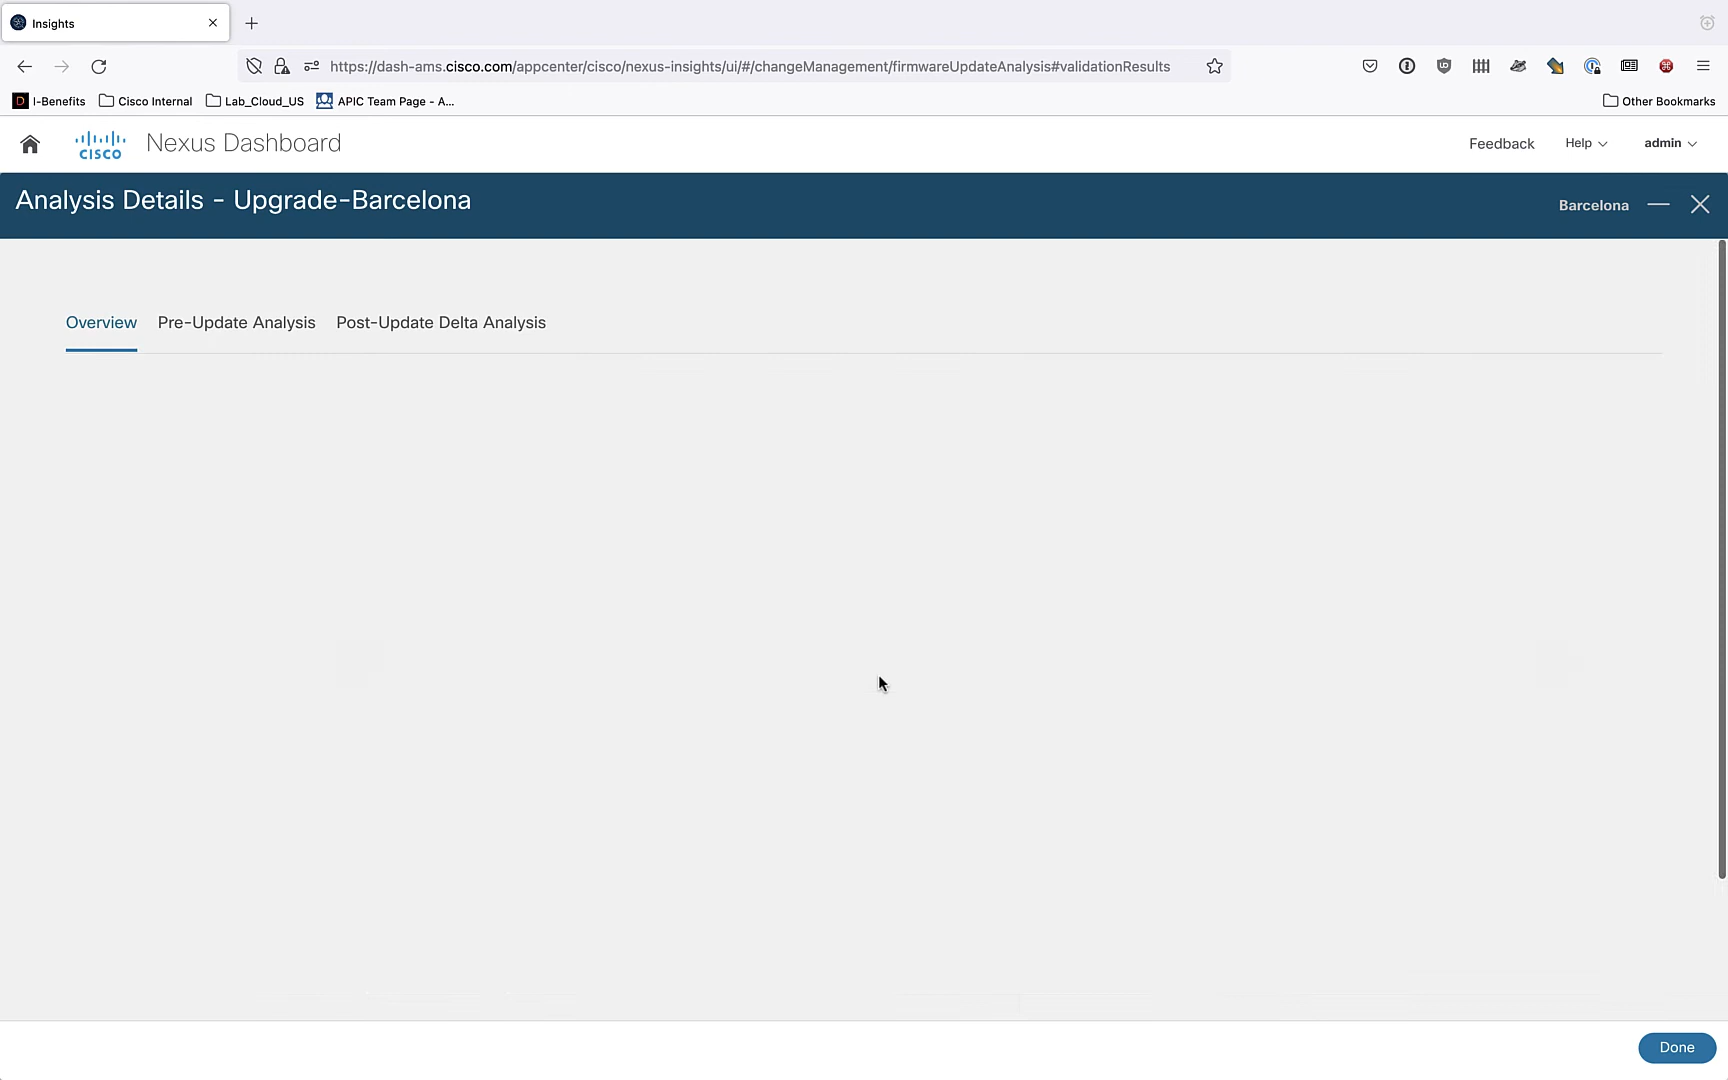 Insights
https://dash-ams.cisco.com/appcenter/cisco/nexus-insights/ui/#/changeManagement/firmwareUpdateAnalysis#validationResults
I-Benefits Cisco Internal Lab_Cloud_US APIC Team Page - A... Other Bookmarks
CISCO Nexus Dashboard Feedback Help admin
Analysis Details - Upgrade-Barcelona Barcelona
Overview Pre-Update Analysis Post-Update Delta Analysis
Done